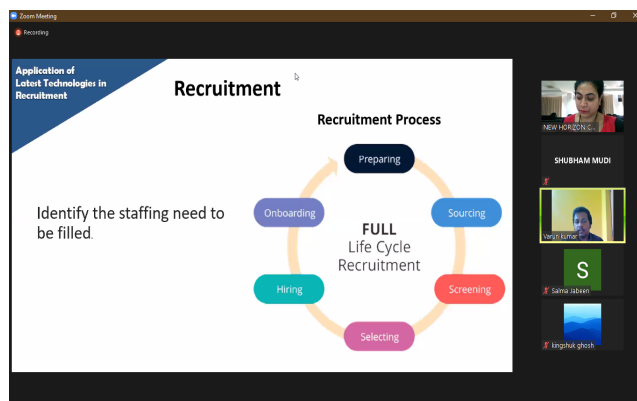 Zoom Meeting
Recording
Application of
Latest Technologies in
Recruitment
Recruitment
Recruitment Process
Preparing
Onboarding
Sourcing
FULL
Life Cycle
Recruitment
Hiring
Screening
Selecting
Identify the staffing need to
be filled.
NEW HORIZON C...
SHUBHAM MUDI
Varun kumar
S
Salma Jabeen
kingshuk ghosh